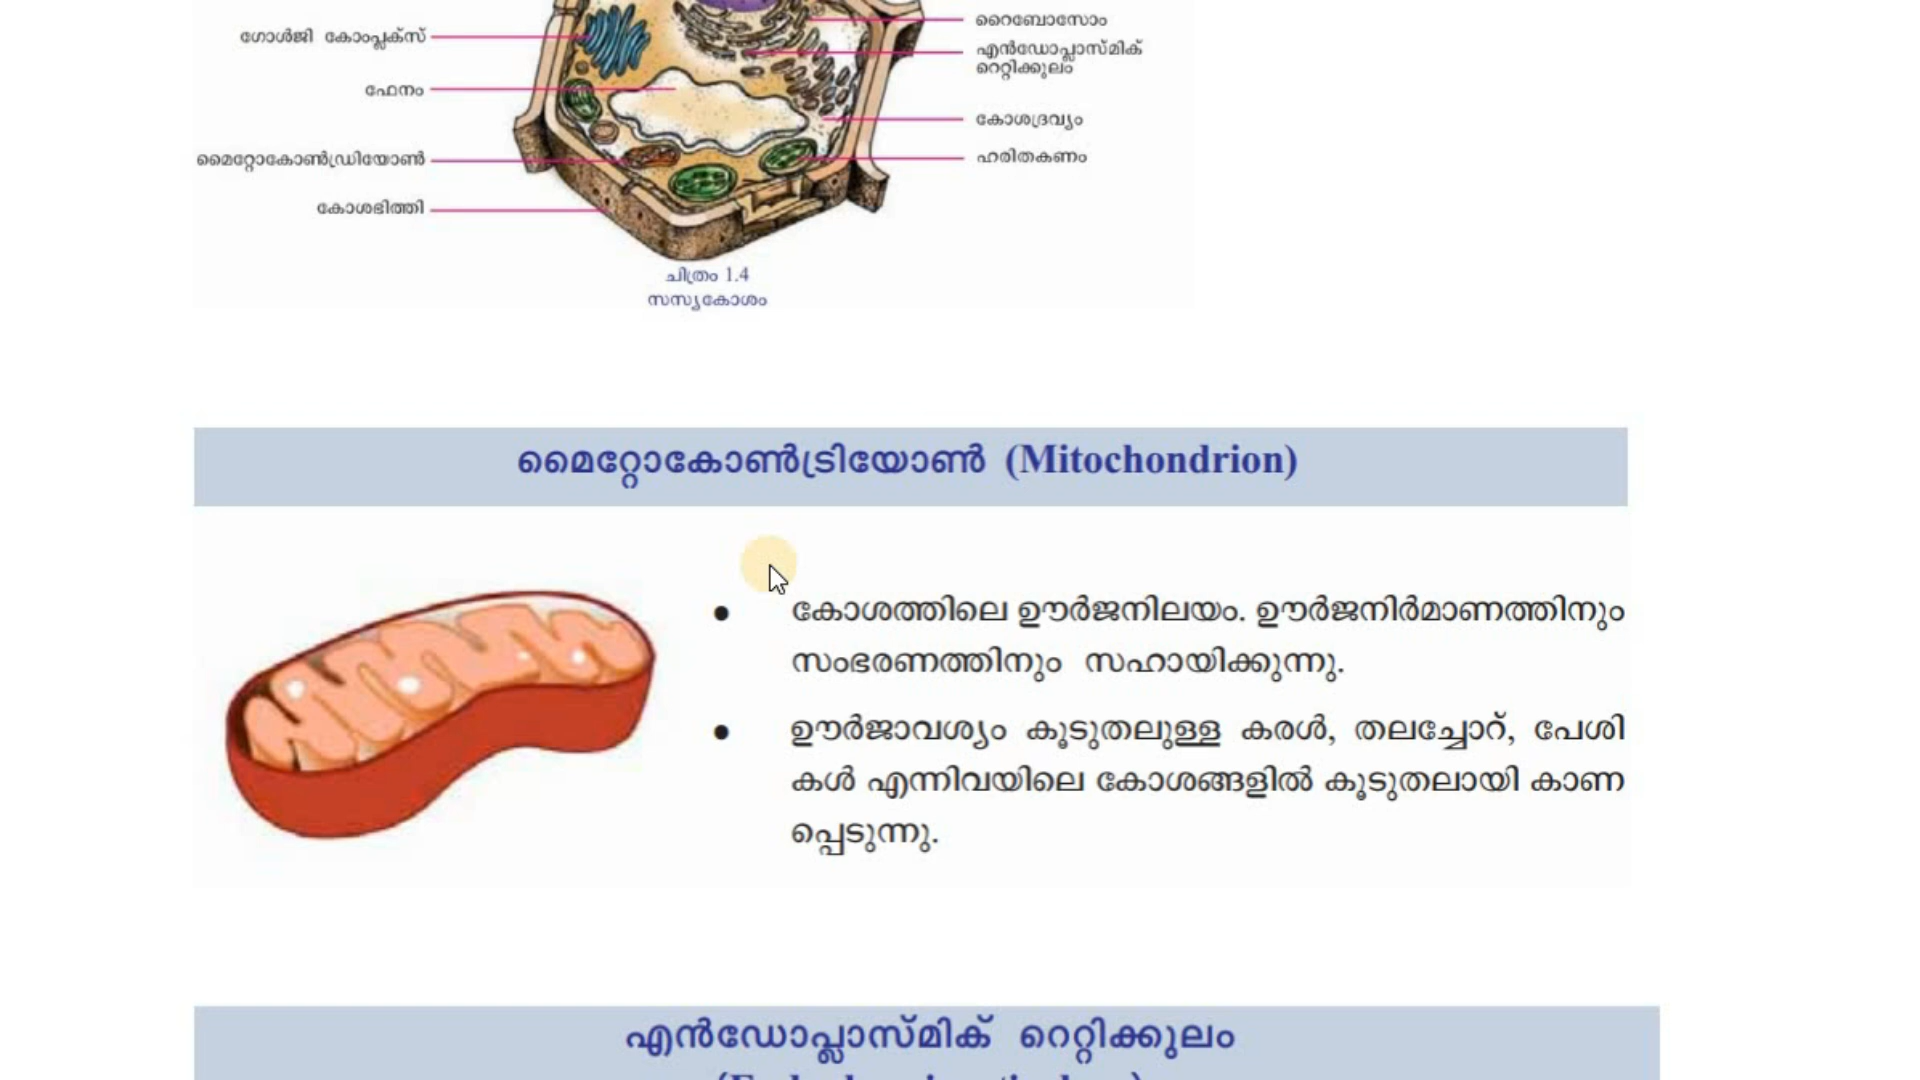 ഗോൾജി കോംപ്ലക്സ്
ഫേനം
മൈറ്റോകോൺഡ്രിയോൺ
കോശഭിത്തി
റൈബോസോം
എൻഡോപ്ലാസ്മിക്
റെറ്റിക്കുലം
കോശദ്രവ്യം
ഹരിതകണം
ചിത്രം 1.4
സസ്യകോശം
മൈറ്റോകോൺട്രിയോൺ (Mitochondrion)
• കോശത്തിലെ ഊർജനിലയം. ഊർജനിർമാണത്തിനും
സംഭരണത്തിനും സഹായിക്കുന്നു.
• ഊർജാവശ്യം കൂടുതലുള്ള കരൾ, തലച്ചോറ്, പേശി
കൾ എന്നിവയിലെ കോശങ്ങളിൽ കൂടുതലായി കാണ
പ്പെടുന്നു.
എൻഡോപ്ലാസ്മിക് റെറ്റിക്കുലം